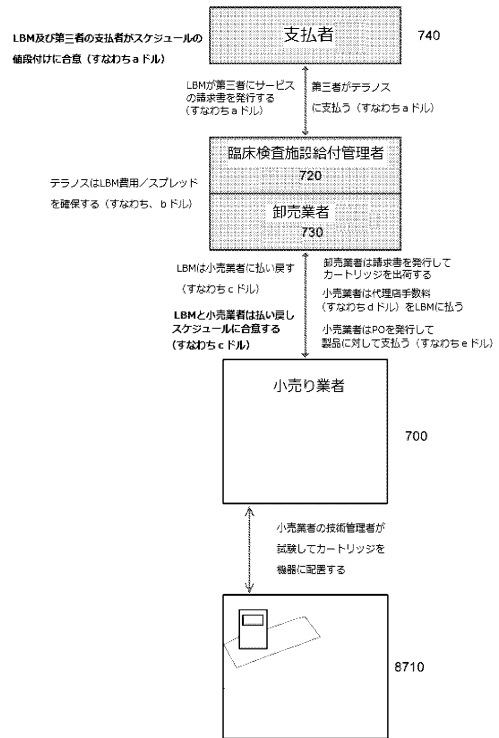 支払者
740
LBM及び第三者の支払者がスケジュールの
値段付けに合意（すなわちａドル）
LBMが第三者にサービス
の請求書を発行する
(すなわちａドル)
第三者がテラノス
に支払う（すなわちａドル）
臨床検査施設給付管理者
720
卸売業者
730
テラノスはLBM費用／スプレッド
を確保する（すなわち、ｂドル）
LBMは小売業者に払い戻す
（すなわちｃドル）
LBMと小売業者は払い戻し
スケジュールに合意する
（すなわちｃドル）
卸売業者は請求書を発行して
カートリッジを出荷する
小売業者は代理店手数料
（すなわちｄドル）をLBMに払う
小売業者はPOを発行して
製品に対して支払う（すなわちｅドル）
小売り業者
700
小売業者の技術管理者が
試験してカートリッジを
機器に配置する
8710